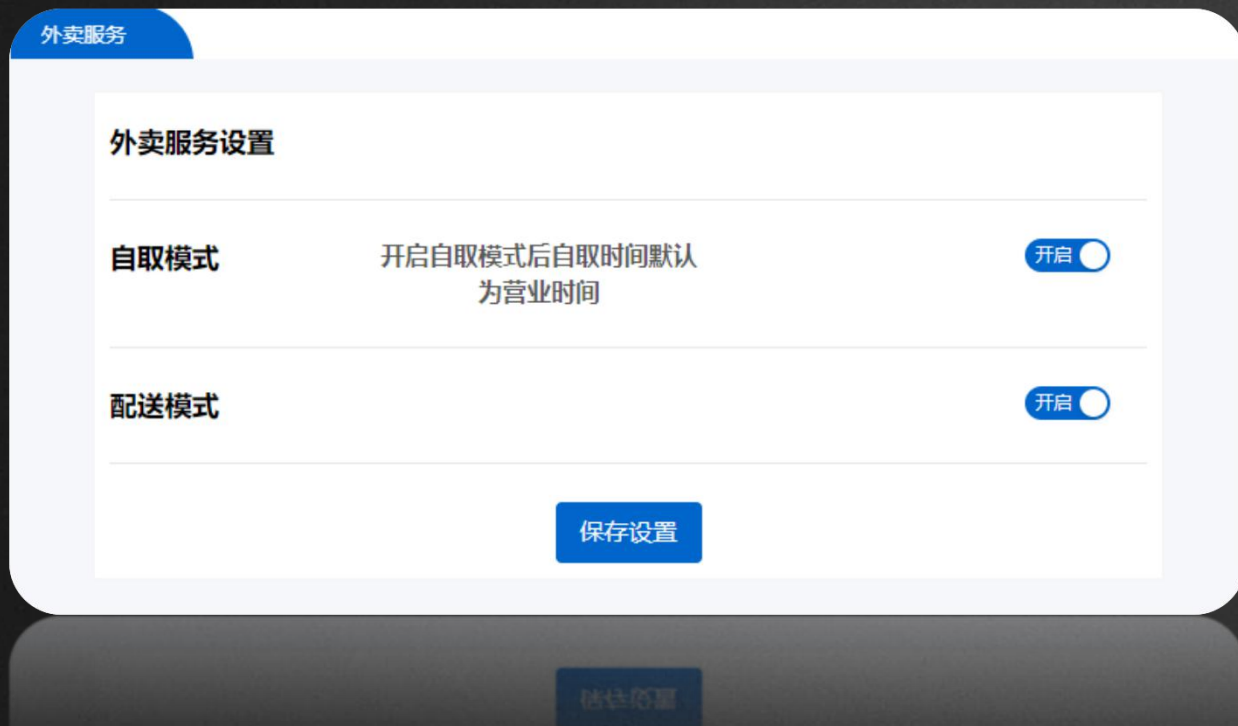 外卖服务
外卖服务设置
自取模式
开启自取模式后自取时间默认
为营业时间
开启
配送模式
开启
保存设置